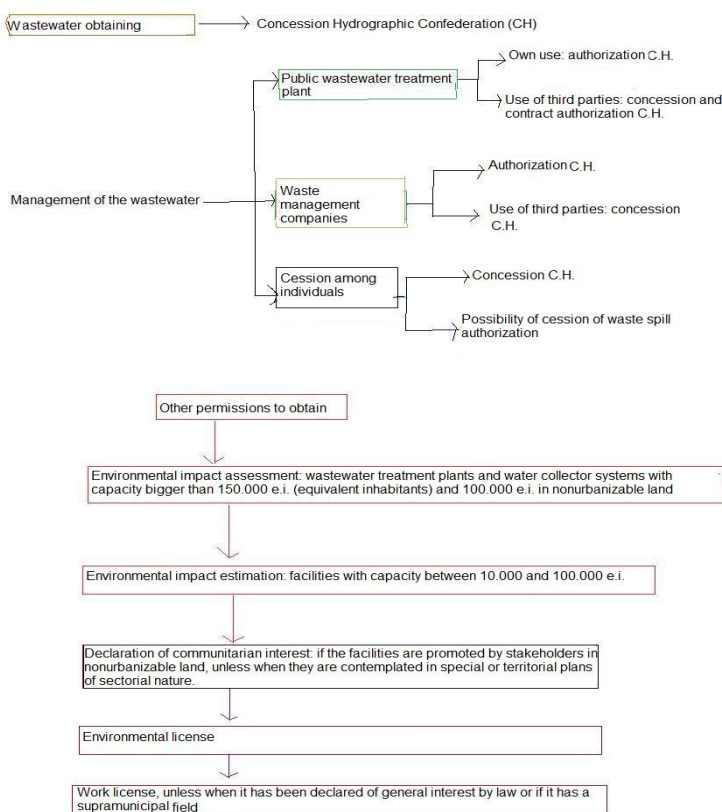 Wastewater obtaining
Concession Hydrographic Confederation (CH)
Public wastewater treatment
plant
Own use: authorization C.H.
Use of third parties: concession and
contract authorization C.H.
Management of the wastewater
Waste
management
companies
Authorization C.H.
Use of third parties: concession
C.H.
Cession among
individuals
Concession C.H.
Possibility of cession of waste spill
authorization
Other permissions to obtain
Environmental impact assessment: wastewater treatment plants and water collector systems with
capacity bigger than 150.000 e.i. (equivalent inhabitants) and 100.000 e.i. in nonurbanizable land
Environmental impact estimation: facilities with capacity between 10.000 and 100.000 e.i.
Declaration of communitarian interest: if the facilities are promoted by stakeholders in
nonurbanizable land, unless when they are contemplated in special or territorial plans
of sectorial nature.
Environmental license
Work license, unless when it has been declared of general interest by law or if it has a
supramunicipal field